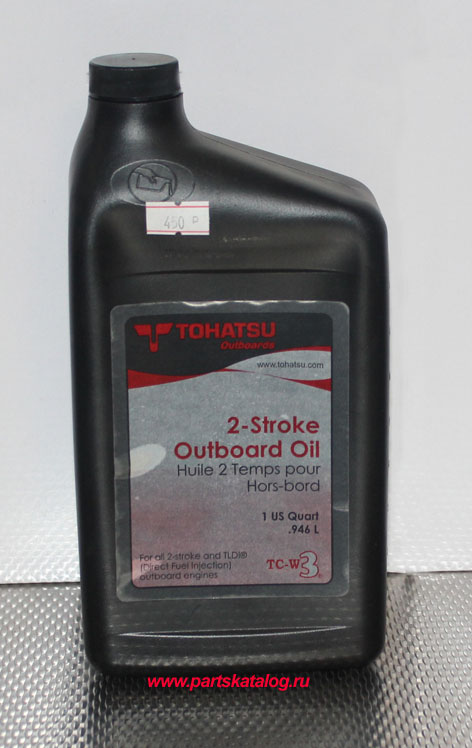 450 Р
TOHATSU
Outboards
www.tohatsu.com
2-Stroke
Outboard Oil
Huile 2 Temps pour
Hors-bord
1 US Quart
.946 L
For all 2-stroke and TLDI®
(Direct Fuel Injection)
outboard engines
TC-W3®
www.partskatalog.ru